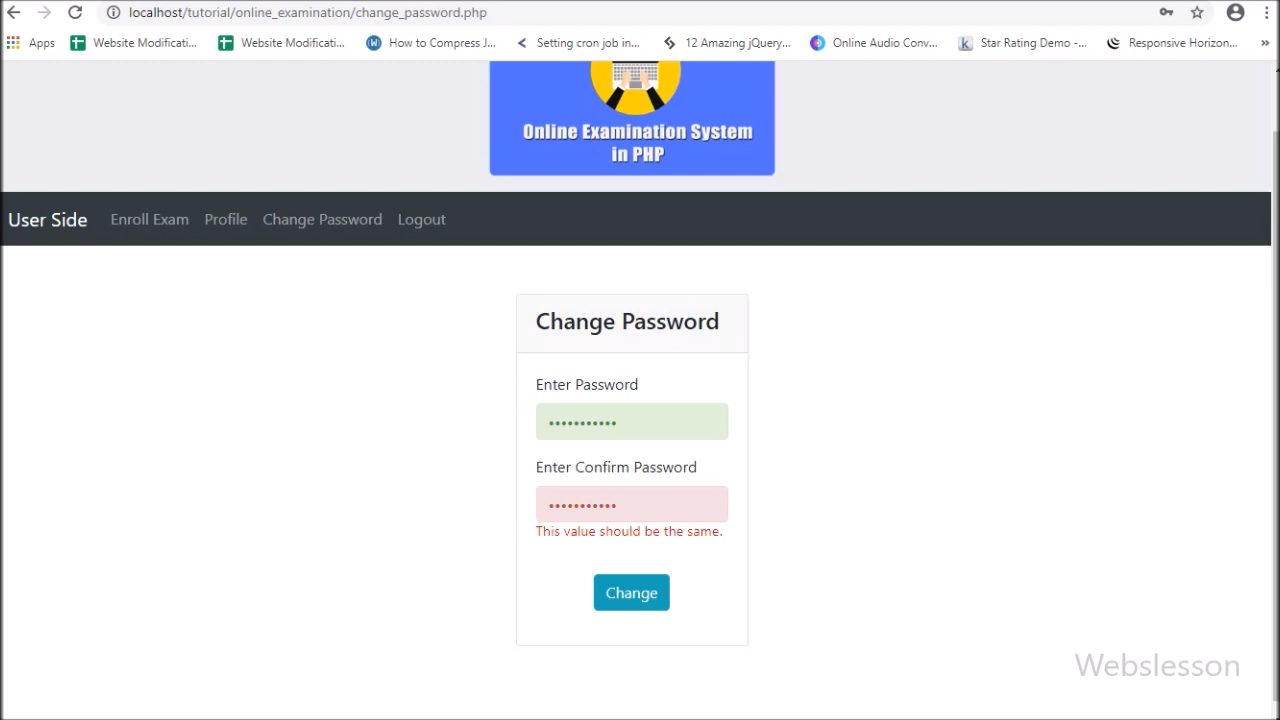 localhost/tutorial/online_examination/change_password.php
Apps Website Modificati... Website Modificati... How to Compress J... Setting cron job in... 12 Amazing jQuery... Online Audio Conv... k Star Rating Demo -... Responsive Horizon... »
Online Examination System
in PHP
User Side Enroll Exam Profile Change Password Logout
Change Password
Enter Password
•••••••••••
Enter Confirm Password
•••••••••••
This value should be the same.
Change
Webslesson